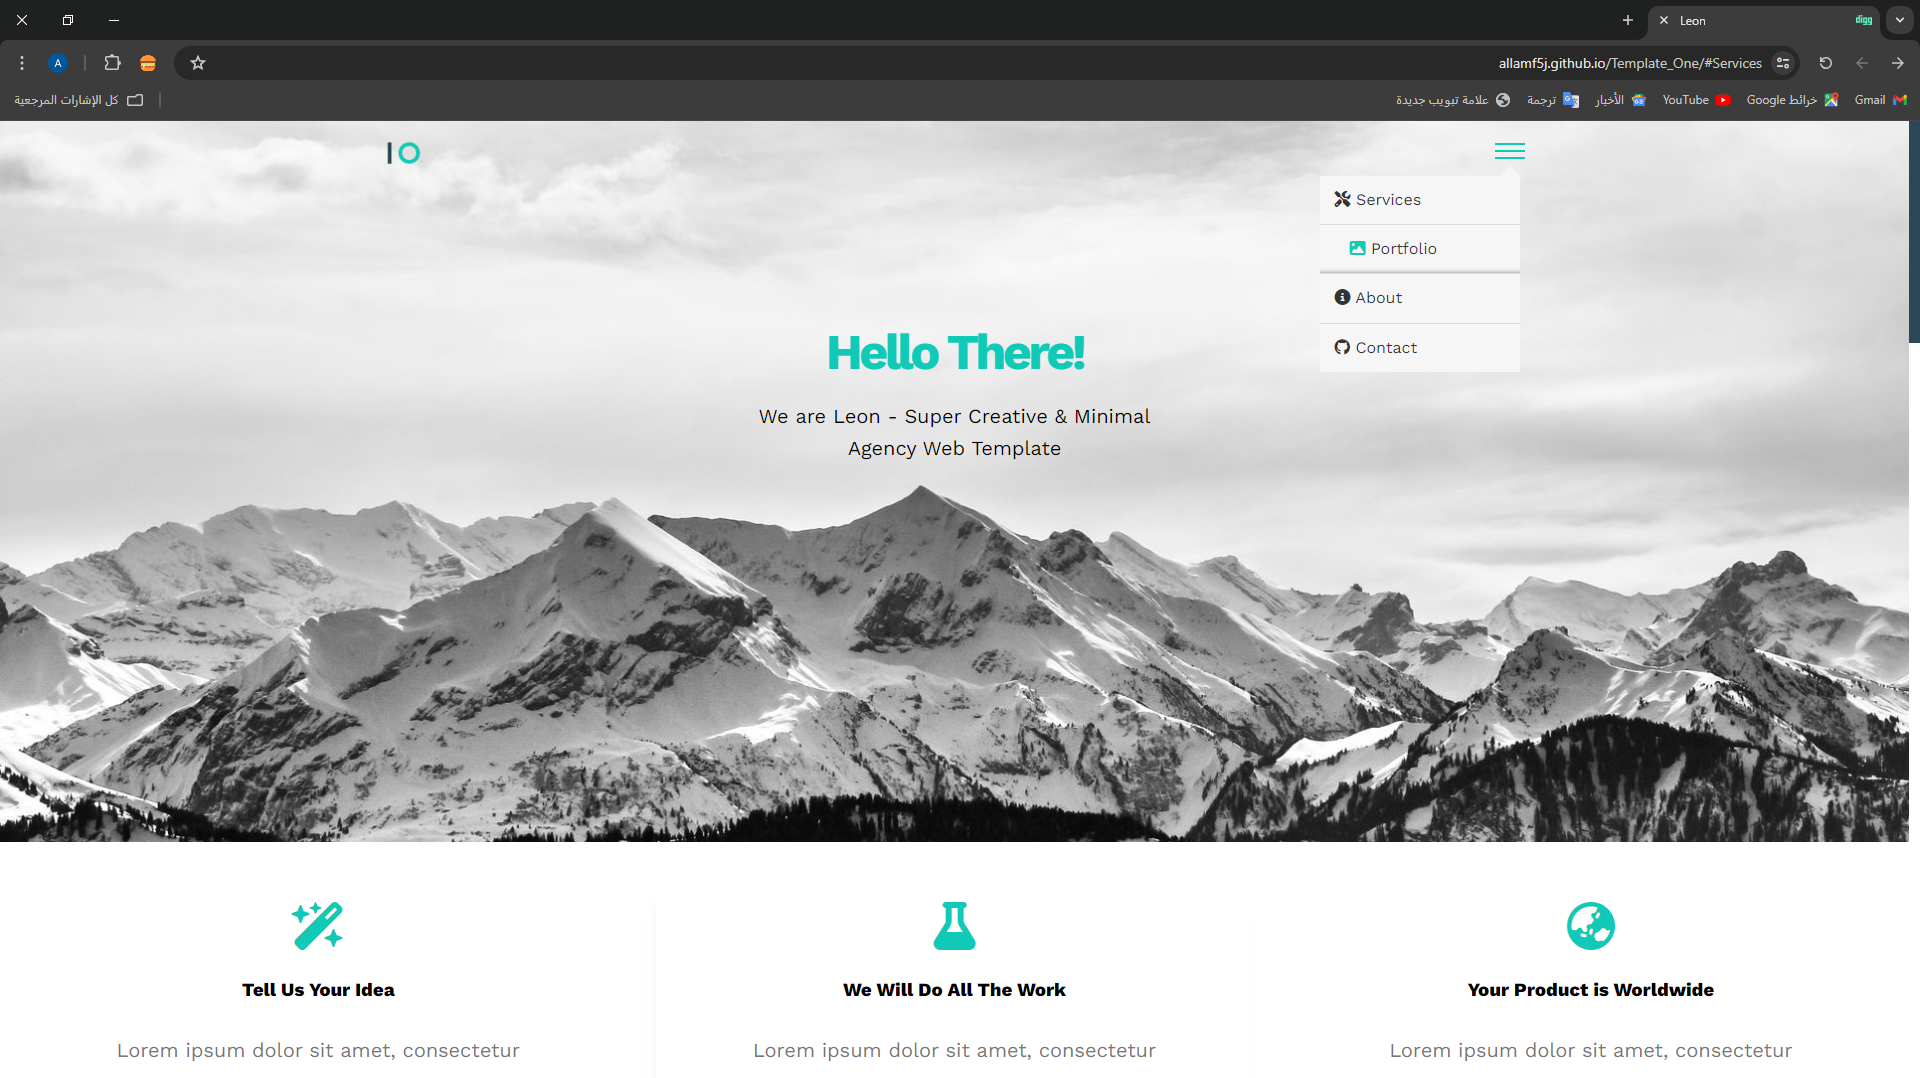 Leon
digg
A
allamf5j.github.io/Template_One/#Services
كل الإشارات المرجعية
علامة تبويب جديدة
ترجمة
الأخبار
YouTube
خرائط Google
Gmail
Services
Portfolio
About
Contact
Hello There!
We are Leon - Super Creative & Minimal
Agency Web Template
Tell Us Your Idea
We Will Do All The Work
Your Product is Worldwide
Lorem ipsum dolor sit amet, consectetur
Lorem ipsum dolor sit amet, consectetur
Lorem ipsum dolor sit amet, consectetur